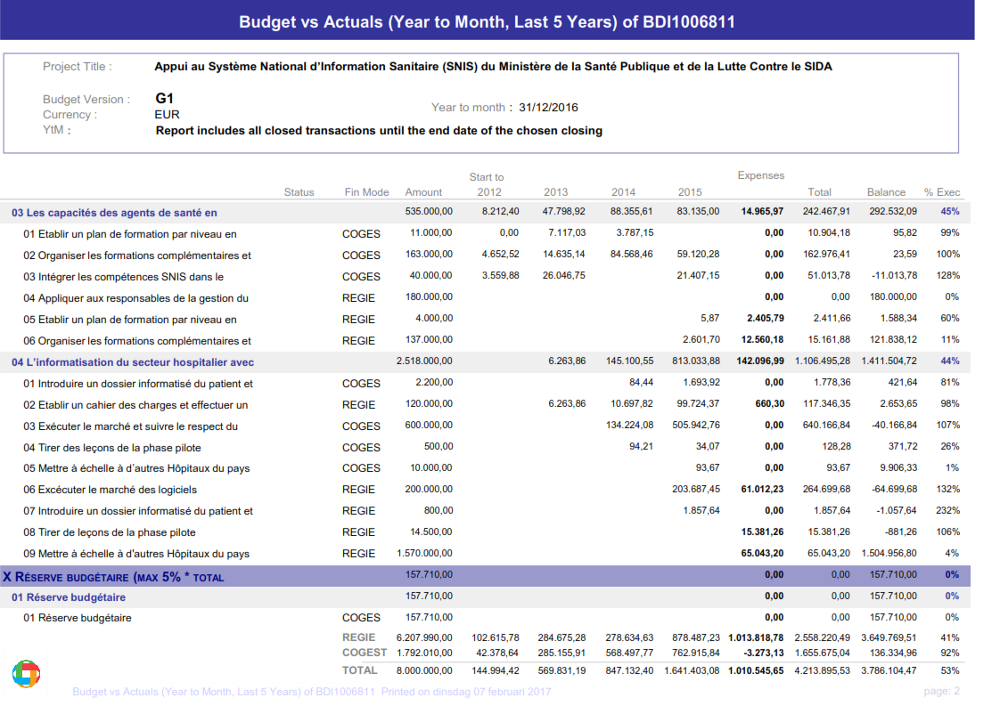 Budget vs Actuals (Year to Month, Last 5 Years) of BDI1006811
Project Title : Appui au Système National d'Information Sanitaire (SNIS) du Ministère de la Santé Publique et de la Lutte Contre le SIDA
Budget Version : G1
Currency : EUR
Year to month : 31/12/2016
YtM : Report includes all closed transactions until the end date of the chosen closing
Start to Expenses
Status Fin Mode Amount 2012 2013 2014 2015 Total Balance % Exec
03 Les capacités des agents de santé en 535.000,00 8.212,40 47.798,92 88.355,61 83.135,00 14.965,97 242.467,91 292.532,09 45%
01 Etablir un plan de formation par niveau en COGES 11.000,00 0,00 7.117,03 3.787,15 0,00 10.904,18 95,82 99%
02 Organiser les formations complémentaires et COGES 163.000,00 4.652,52 14.635,14 84.568,46 59.120,28 0,00 162.976,41 23,59 100%
03 Intégrer les compétences SNIS dans le COGES 40.000,00 3.559,88 26.046,75 21.407,15 0,00 51.013,78 -11.013,78 128%
04 Appliquer aux responsables de la gestion du REGIE 180.000,00 0,00 0,00 180.000,00 0%
05 Etablir un plan de formation par niveau en REGIE 4.000,00 5,87 2.405,79 2.411,66 1.588,34 60%
06 Organiser les formations complémentaires et REGIE 137.000,00 2.601,70 12.560,18 15.161,88 121.838,12 11%
04 L'informatisation du secteur hospitalier avec 2.518.000,00 6.263,86 145.100,55 813.033,88 142.096,99 1.106.495,28 1.411.504,72 44%
01 Introduire un dossier informatisé du patient et COGES 2.200,00 84,44 1.693,92 0,00 1.778,36 421,64 81%
02 Etablir un cahier des charges et effectuer un REGIE 120.000,00 6.263,86 10.697,82 99.724,37 660,30 117.346,35 2.653,65 98%
03 Exécuter le marché et suivre le respect du COGES 600.000,00 134.224,08 505.942,76 0,00 640.166,84 -40.166,84 107%
04 Tirer des leçons de la phase pilote COGES 500,00 94,21 34,07 0,00 128,28 371,72 26%
05 Mettre à échelle à d'autres Hôpitaux du pays COGES 10.000,00 93,67 0,00 93,67 9.906,33 1%
06 Excécuter le marché des logiciels REGIE 200.000,00 203.687,45 61.012,23 264.699,68 -64.699,68 132%
07 Introduire un dossier informatisé du patient et REGIE 800,00 1.857,64 0,00 1.857,64 -1.057,64 232%
08 Tirer de leçons de la phase pilote REGIE 14.500,00 15.381,26 15.381,26 -881,26 106%
09 Mettre à échelle à d'autres Hôpitaux du pays REGIE 1.570.000,00 65.043,20 65.043,20 1.504.956,80 4%
X RÉSERVE BUDGÉTAIRE (MAX 5% * TOTAL 157.710,00 0,00 0,00 157.710,00 0%
01 Réserve budgétaire 157.710,00 0,00 0,00 157.710,00 0%
01 Réserve budgétaire COGES 157.710,00 0,00 0,00 157.710,00 0%
REGIE 6.207.990,00 102.615,78 284.675,28 278.634,63 878.487,23 1.013.818,78 2.558.220,49 3.649.769,51 41%
COGEST 1.792.010,00 42.378,64 285.155,91 568.497,77 762.915,84 -3.273,13 1.655.675,04 136.334,96 92%
TOTAL 8.000.000,00 144.994,42 569.831,19 847.132,40 1.641.403,08 1.010.545,65 4.213.895,53 3.786.104,47 53%
Budget vs Actuals (Year to Month, Last 5 Years) of BDI1006811 Printed on dinsdag 07 februari 2017 page: 2